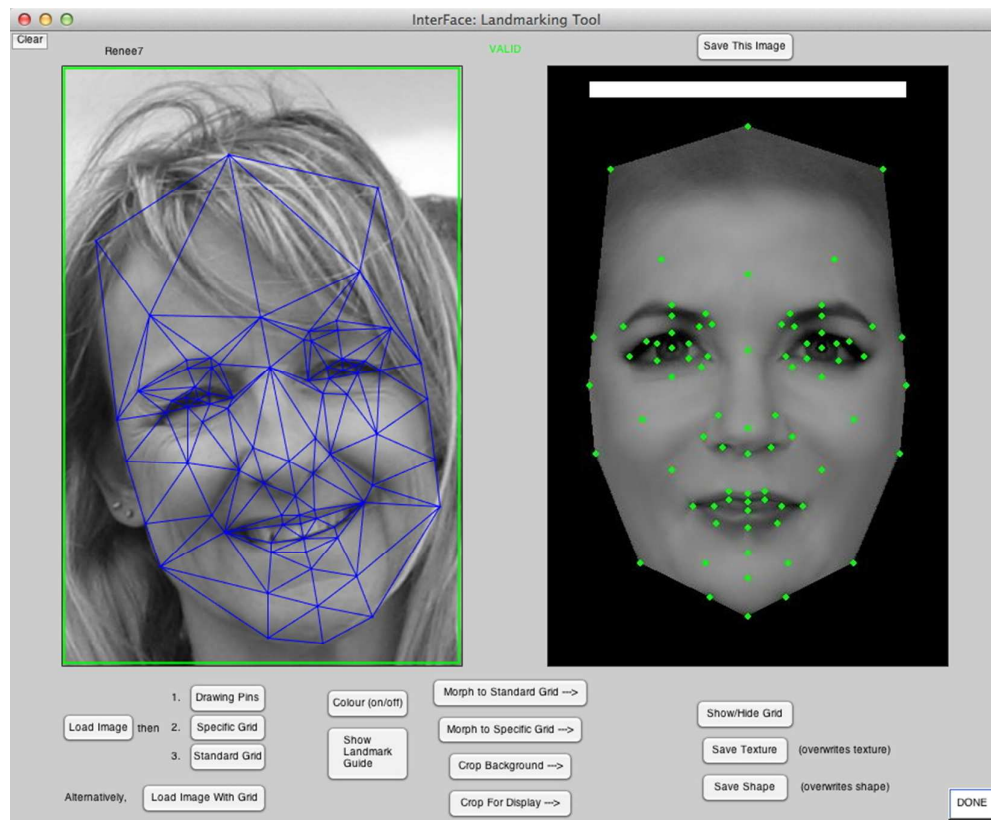 InterFace: Landmarking Tool
Clear
Renee7
VALID
Save This Image
1. Drawing Pins
Load Image then 2. Specific Grid
3. Standard Grid
Alternatively, Load Image With Grid
Colour (on/off)
Show
Landmark
Guide
Morph to Standard Grid --->
Morph to Specific Grid --->
Crop Background --->
Crop For Display --->
Show/Hide Grid
Save Texture (overwrites texture)
Save Shape (overwrites shape)
DONE